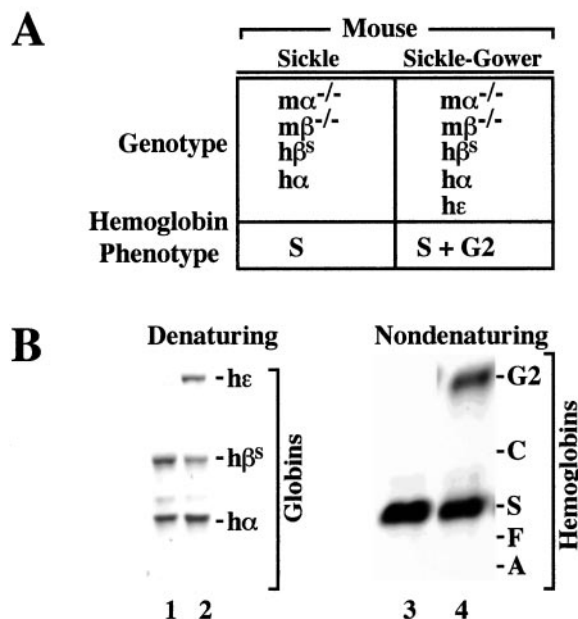 A
Mouse
Sickle Sickle-Gower
Genotype
mα-/- mα-/-
mβ-/- mβ-/-
hβS hβS
hα hα
hε
Hemoglobin
Phenotype
S S + G2
B
Denaturing Nondenaturing
-hε
-hβS
-hα
Globins
-G2
-C
-S
-F
-A
Hemoglobins
1 2 3 4